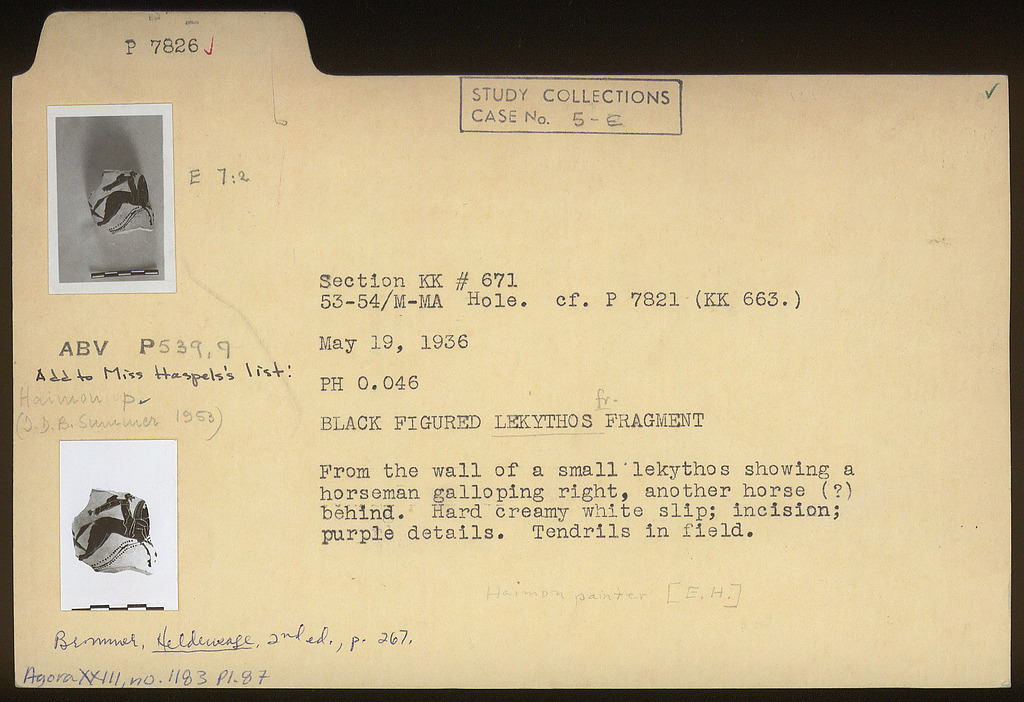 P 7826 ✓
STUDY COLLECTIONS
CASE No. 5-E
✓
E 7:2
Section KK # 671
53-54/M-MA Hole. cf. P 7821 (KK 663.)
May 19, 1936
PH 0.046
fr.
BLACK FIGURED LEKYTHOS FRAGMENT
From the wall of a small lekythos showing a
horseman galloping right, another horse (?)
behind. Hard creamy white slip; incision;
purple details. Tendrils in field.
Haimon painter [E.H.]
ABV P539,9
Add to Miss Haspels's list:
Haimon p.
(J.D.B. Summer 1953)
Brommer, 2nd ed., p. 267.
Agora XXIII, no. 1183 Pl. 87